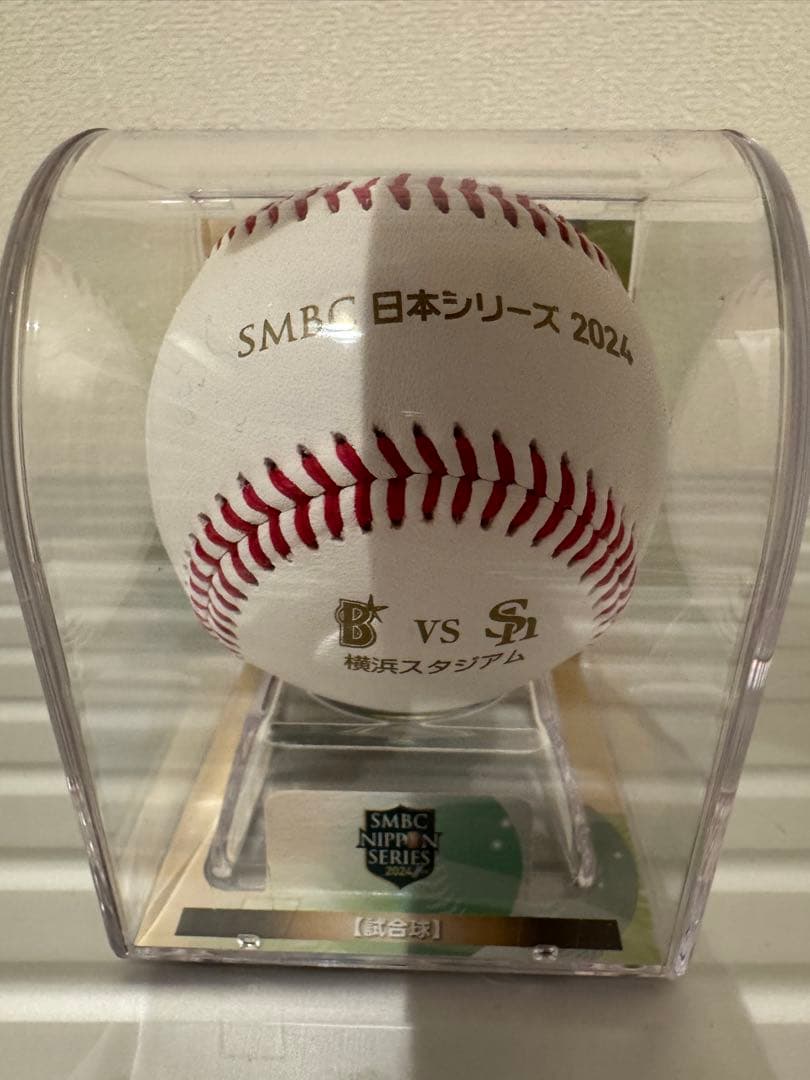 SMBC 日本シリーズ 2024
B VS SH
横浜スタジアム
SMBC
NIPPON
SERIES
2024
【試合球】